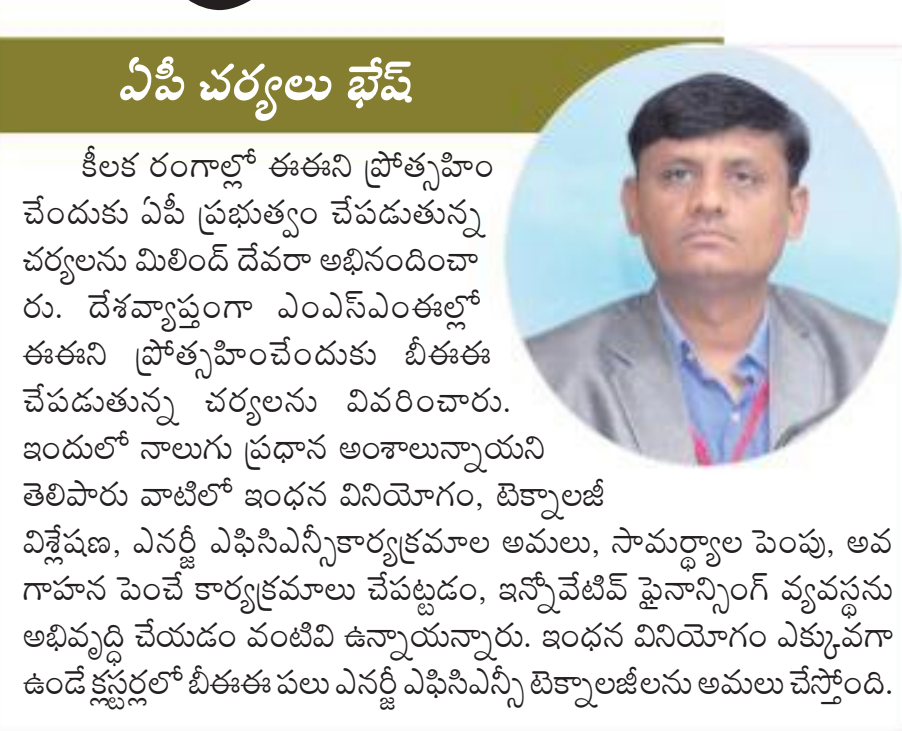 ఏపీ చర్యలు భేష్
కీలక రంగాల్లో ఈఈని ప్రోత్సహిం
చేందుకు ఏపీ ప్రభుత్వం చేపడుతున్న
చర్యలను మిలింద్ దేవరా అభినందించా
రు. దేశవ్యాప్తంగా ఎంఎస్ఎంఈల్లో
ఈఈని ప్రోత్సహించేందుకు బీఈఈ
చేపడుతున్న చర్యలను వివరించారు.
ఇందులో నాలుగు ప్రధాన అంశాలున్నాయని
తెలిపారు వాటిలో ఇంధన వినియోగం, టెక్నాలజీ
విశ్లేషణ, ఎనర్జీ ఎఫిసిఎన్సీకార్యక్రమాల అమలు, సామర్థ్యాల పెంపు, అవ
గాహన పెంచే కార్యక్రమాలు చేపట్టడం, ఇన్నోవేటివ్ ఫైనాన్సింగ్ వ్యవస్థను
అభివృద్ధి చేయడం వంటివి ఉన్నాయన్నారు. ఇంధన వినియోగం ఎక్కువగా
ఉండే క్లస్టర్లలో బీఈఈ పలు ఎనర్జీ ఎఫిసిఎన్సీ టెక్నాలజీలను అమలు చేస్తోంది.